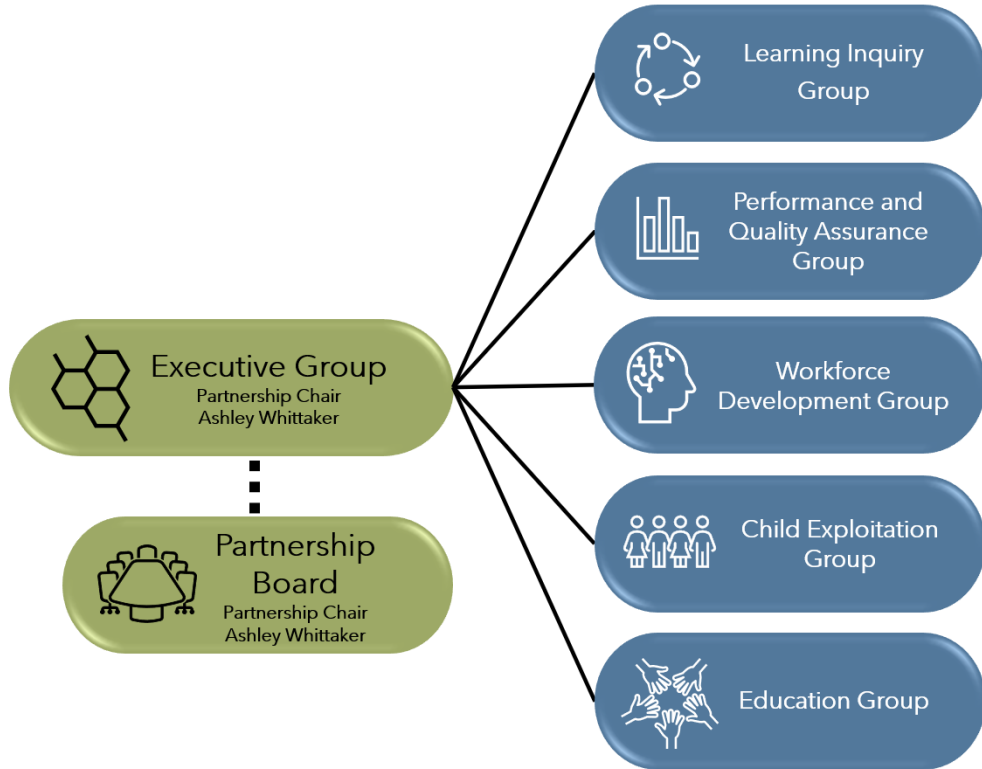 Executive Group
Partnership Chair
Ashley Whittaker
Partnership
Board
Partnership Chair
Ashley Whittaker
Learning Inquiry
Group
Performance and
Quality Assurance
Group
Workforce
Development Group
Child Exploitation
Group
Education Group